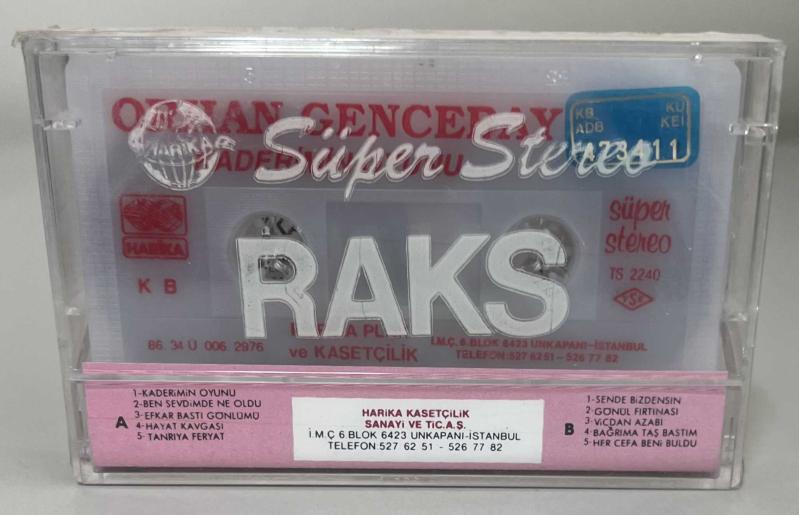 ORHAN GENCEBAY
HARİKA
Süper Stereo
KADERİMİN OYUNU
KB
ADB
KÜ
KEİ
A773411
HARİKA
süper
stereo
K B
RAKS
TS 2240
TSE
86. 34 Ü 006. 2976
HARİKA PLAK
ve KASETÇİLİK
İ.M.Ç. 6.BLOK 6423 UNKAPANI-İSTANBUL
TELEFON:527 62 51 - 526 77 82
A
1-KADERİMİN OYUNU
2-BEN SEVDİMDE NE OLDU
3-EFKAR BASTI GÖNLÜMÜ
4-HAYAT KAVGASI
5-TANRIYA FERYAT
HARİKA KASETÇİLİK
SANAYİ VE TİC.A.Ş.
İ.M.Ç 6.BLOK 6423 UNKAPANI-İSTANBUL
TELEFON:527 62 51 - 526 77 82
B
1-SENDE BİZDENSİN
2-GÖNÜL FIRTINASI
3-VİCDAN AZABI
4-BAĞRIMA TAŞ BASTIM
5-HER CEFA BENİ BULDU